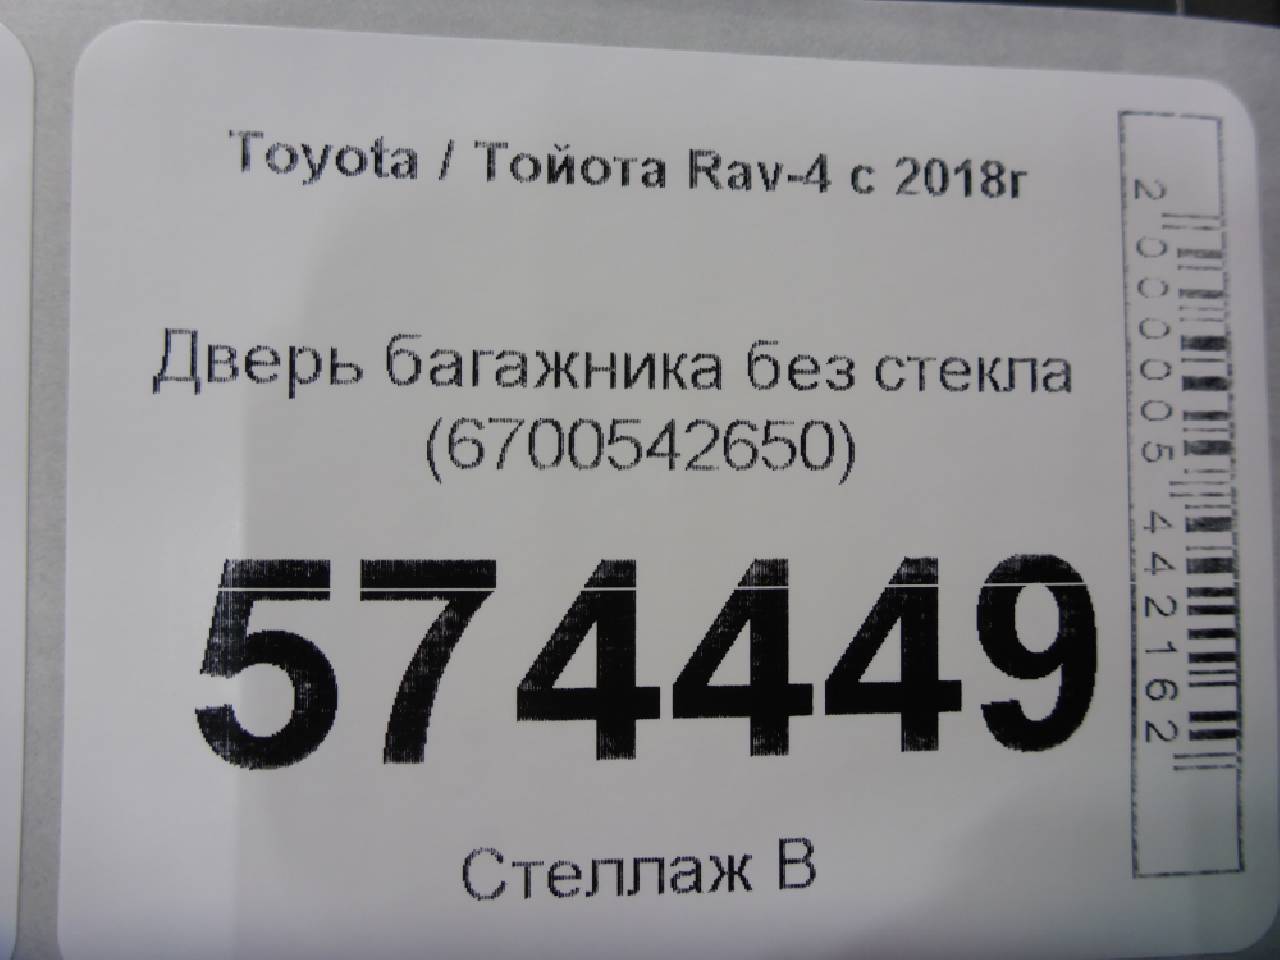 Toyota / Тойота Rav-4 с 2018г
Дверь багажника без стекла
(6700542650)
574449
Стеллаж В
2000005442162